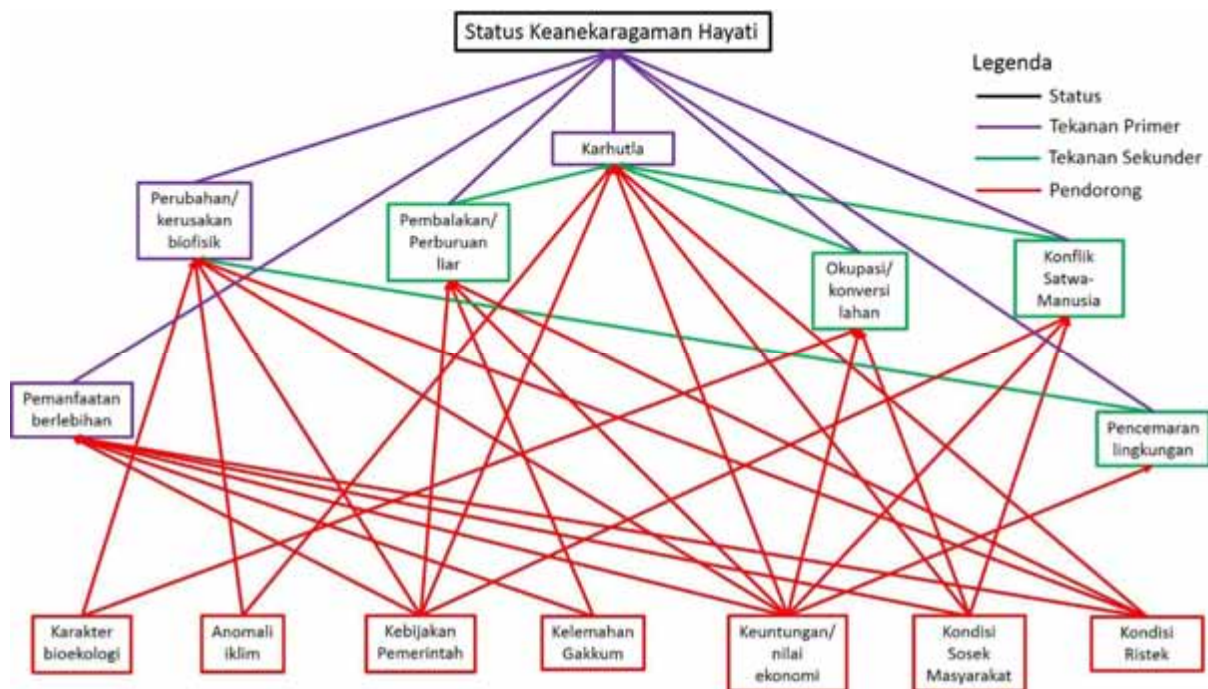 Status Keanekaragaman Hayati
Legenda
Status
Tekanan Primer
Tekanan Sekunder
Pendorong
Karhutla
Perubahan/
kerusakan
biofisik
Pembalakan/
Perburuan
liar
Okupasi/
konversi
lahan
Konflik
Satwa-
Manusia
Pemanfaatan
berlebihan
Pencemaran
lingkungan
Karakter
bioekologi
Anomali
iklim
Kebijakan
Pemerintah
Kelemahan
Gakkum
Keuntungan/
nilai
ekonomi
Kondisi
Sosek
Masyarakat
Kondisi
Ristek